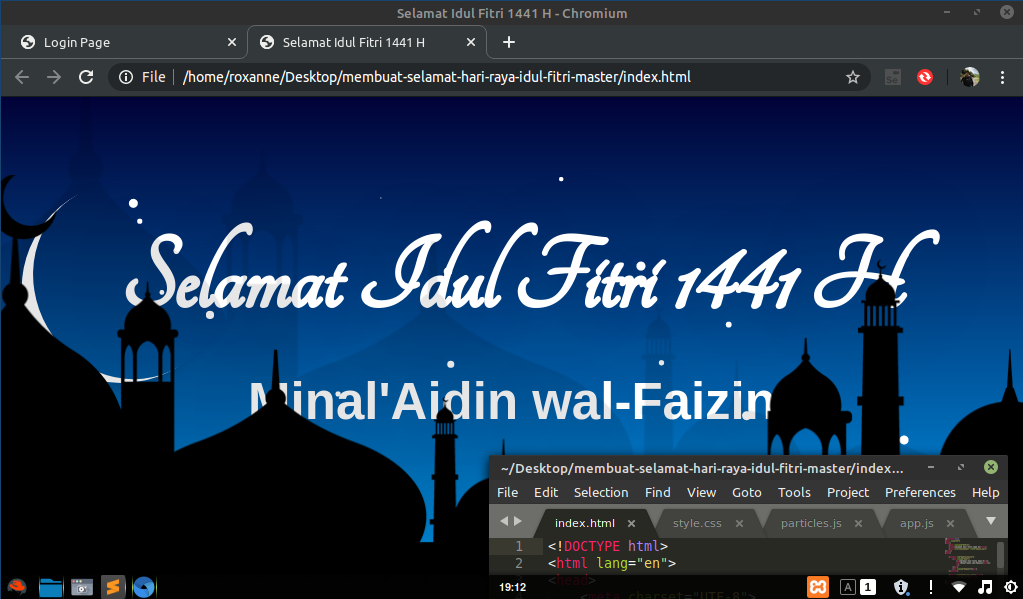 Selamat Idul Fitri 1441 H - Chromium
Login Page
Selamat Idul Fitri 1441 H
File /home/roxanne/Desktop/membuat-selamat-hari-raya-idul-fitri-master/index.html
Selamat Idul Fitri 1441 H
Minal'Aidin wal-Faizin
~/Desktop/membuat-selamat-hari-raya-idul-fitri-master/index...
File Edit Selection Find View Goto Tools Project Preferences Help
index.html style.css particles.js app.js
1 <!DOCTYPE html>
2 <html lang="en">
<head>
charset="UTF-8">
19:12
A 1